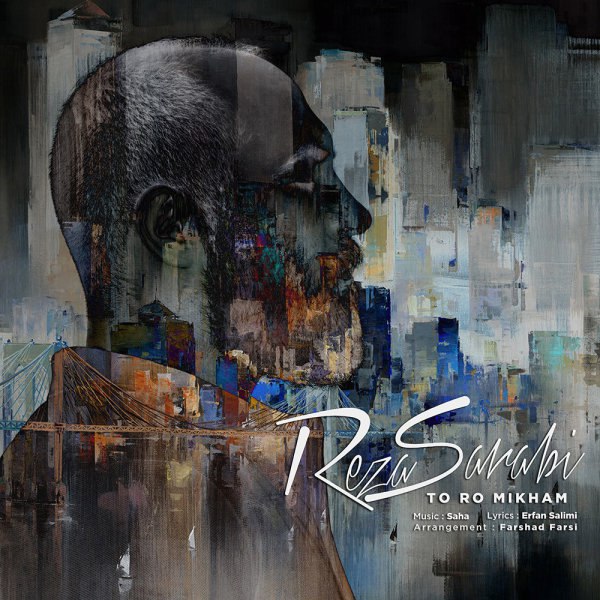 Reza Sarabi
TO RO MIKHAM
Music : Saha Lyrics : Erfan Salimi
Arrangement : Farshad Farsi